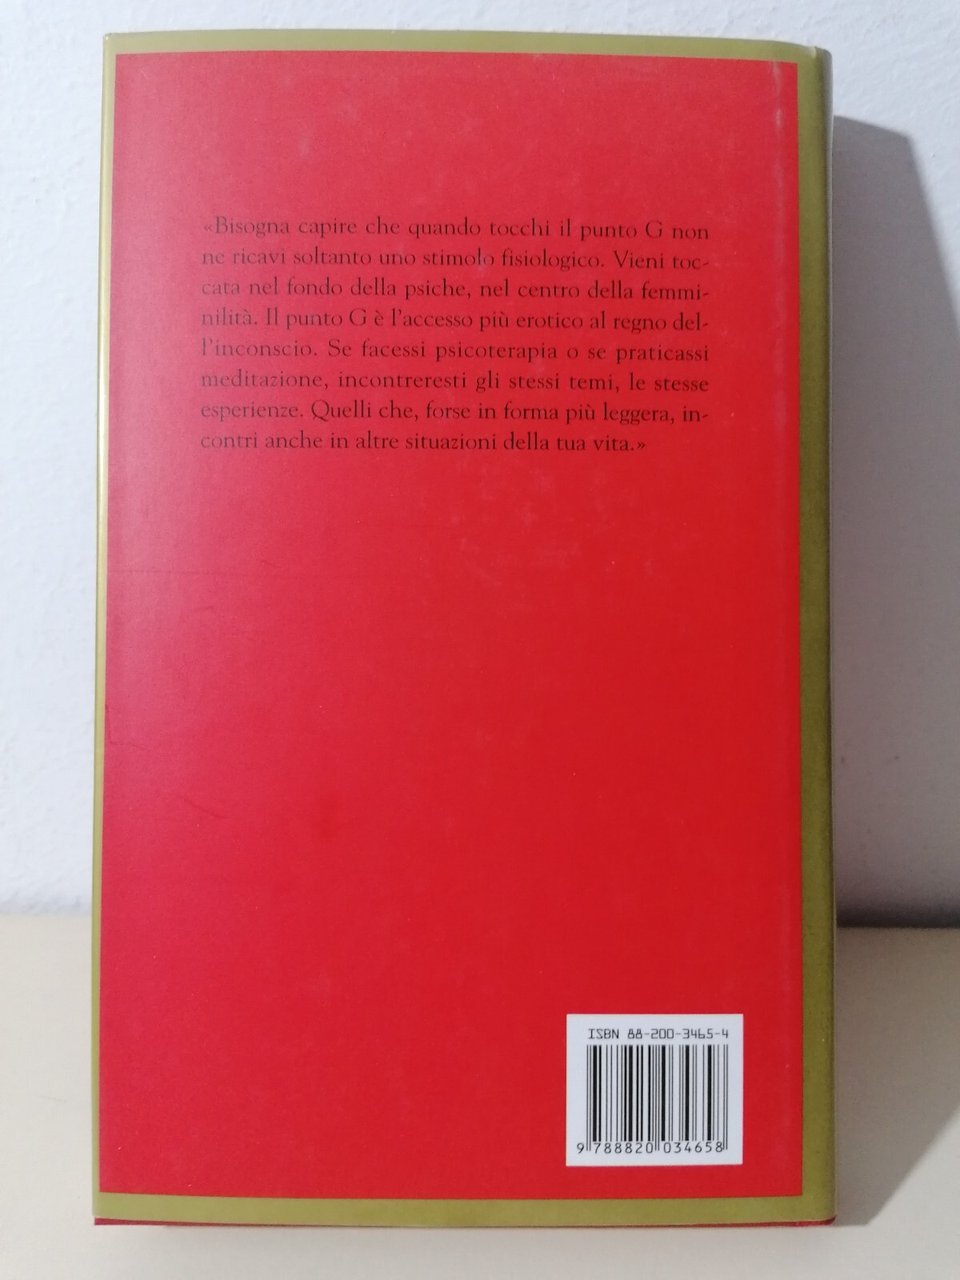 «Bisogna capire che quando tocchi il punto G non
ne ricavi soltanto uno stimolo fisiologico. Vieni toc-
cata nel fondo della psiche, nel centro della femmi-
nilità. Il punto G è l'accesso più erotico al regno del-
l'inconscio. Se facessi psicoterapia o se praticassi
meditazione, incontreresti gli stessi temi, le stesse
esperienze. Quelli che, forse in forma più leggera, in-
contri anche in altre situazioni della tua vita.»
ISBN 88-200-3465-4
9 788820 034658